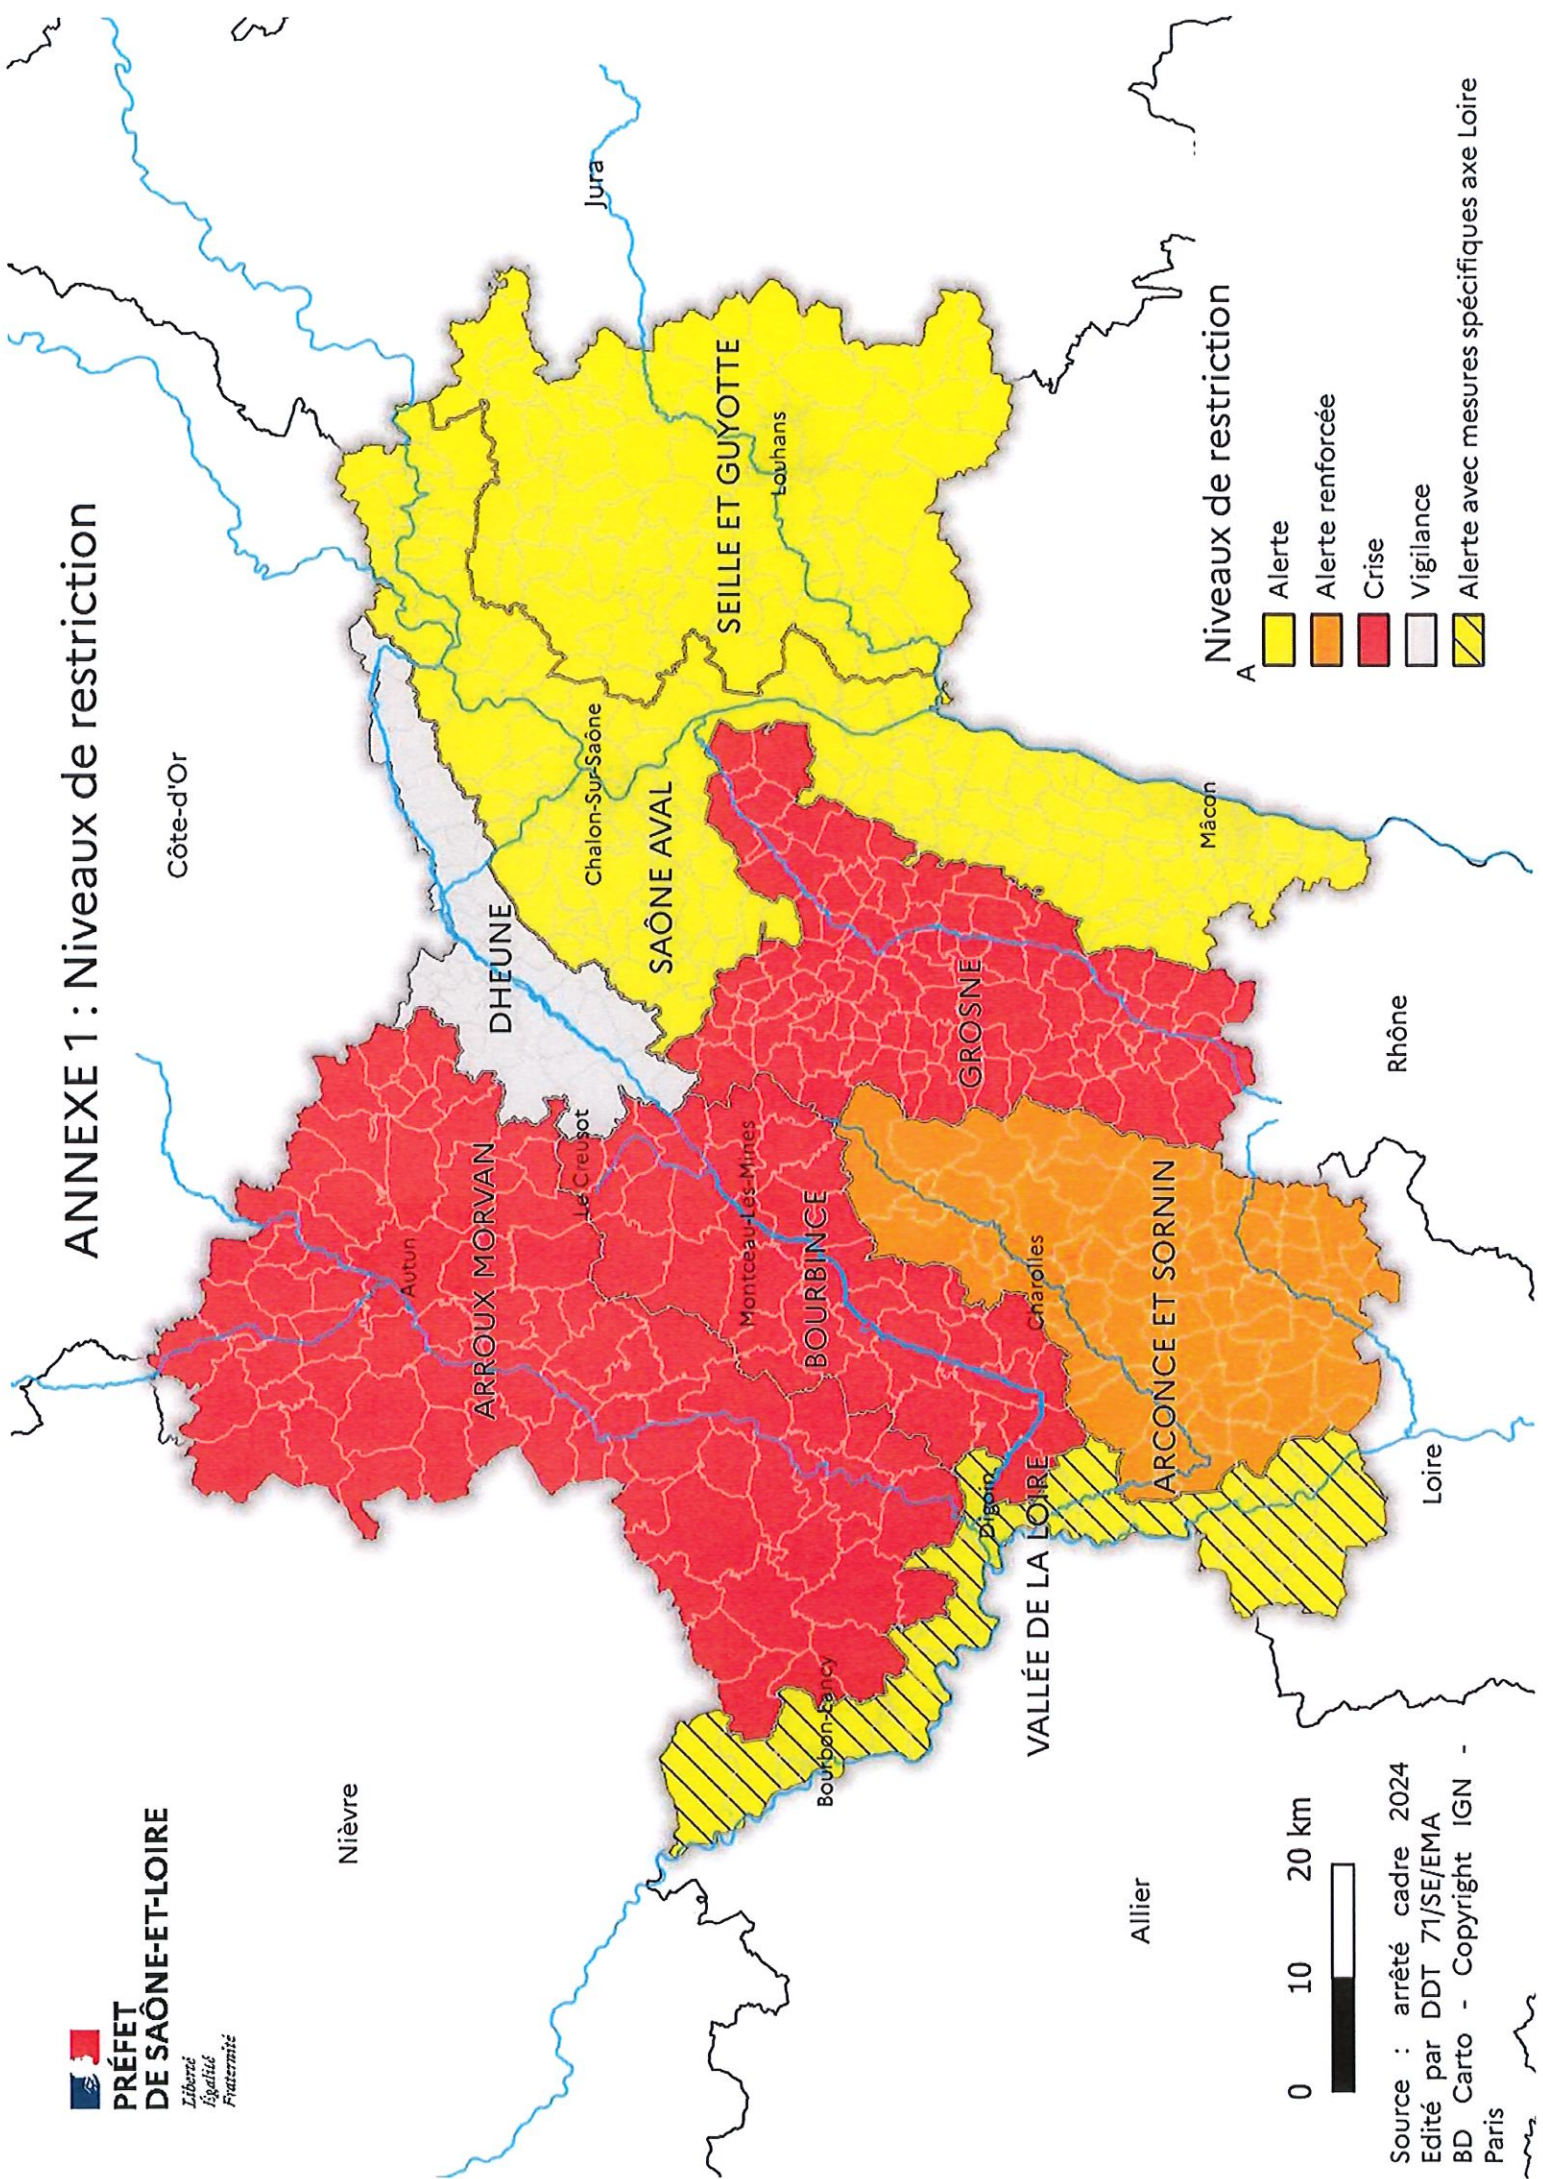 PRÉFET
DE SAÔNE-ET-LOIRE
Liberté
Égalité
Fraternité
ANNEXE 1 : Niveaux de restriction
Côte-d'Or
Nièvre
Jura
Autun
ARROUX MORVAN
DHEUNE
Le Creusot
Chalon-Sur-Saône
SAÔNE AVAL
SEILLE ET GUYOTTE
Louhans
Montceau-Les-Mines
BOURBINCE
Bourbon-Lancy
GROSNE
Digoin
Charolles
VALLÉE DE LA LOIRE
ARCONCE ET SORNIN
Mâcon
Allier
Rhône
Loire
Niveaux de restriction
A
Alerte
Alerte renforcée
Crise
Vigilance
Alerte avec mesures spécifiques axe Loire
0 10 20 km
Source : arrêté cadre 2024
Edité par DDT 71/SE/EMA
BD Carto - Copyright IGN -
Paris